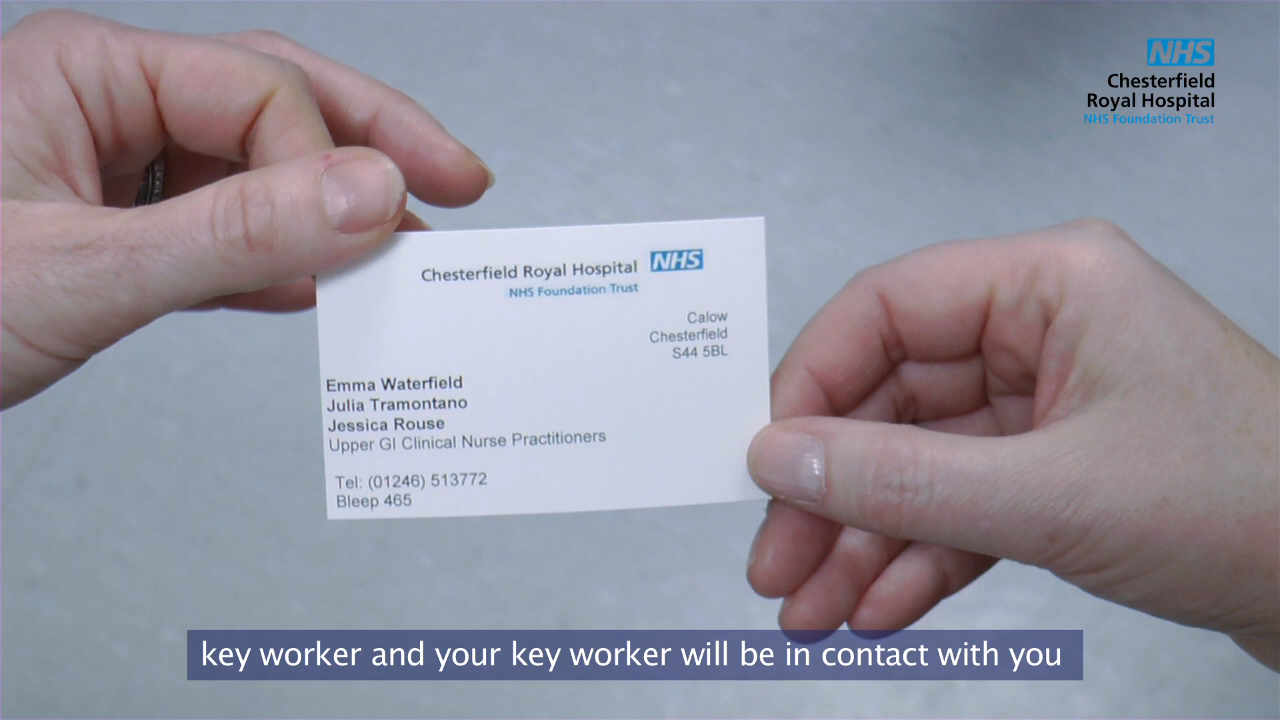 NHS
Chesterfield
Royal Hospital
NHS Foundation Trust
Chesterfield Royal Hospital NHS
NHS Foundation Trust
Calow
Chesterfield
S44 5BL
Emma Waterfield
Julia Tramontano
Jessica Rouse
Upper GI Clinical Nurse Practitioners
Tel: (01246) 513772
Bleep 465
key worker and your key worker will be in contact with you